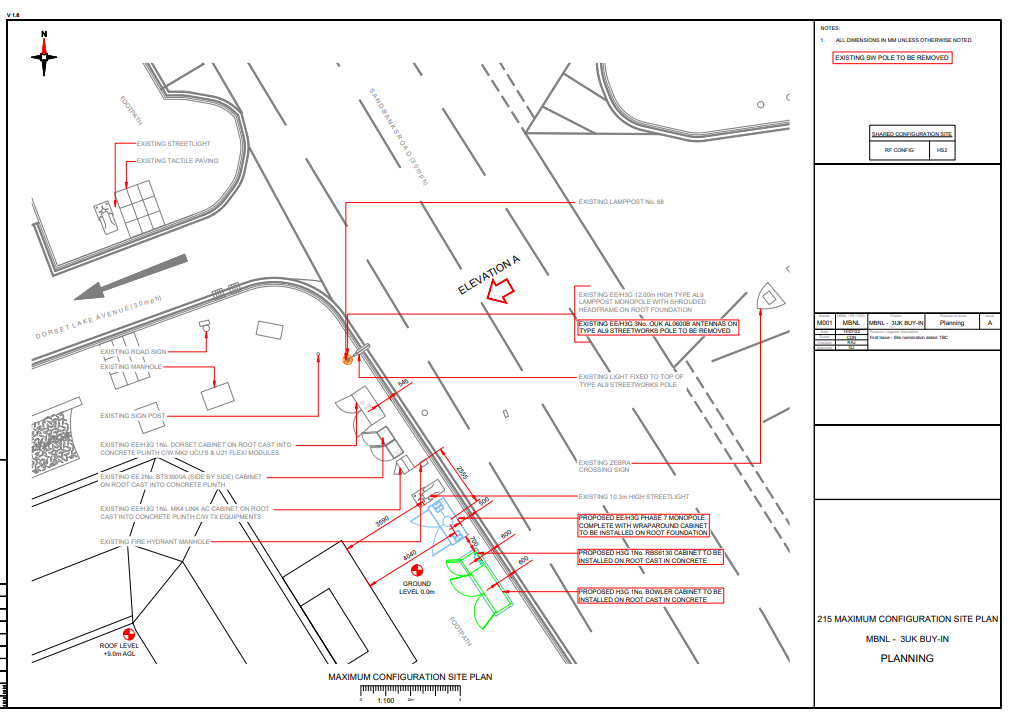 V 1.8
N
FOOTPATH
SANDBANKS ROAD (30mph)
EXISTING STREETLIGHT
EXISTING TACTILE PAVING
EXISTING LAMPPOST No. 68
ELEVATION A
DORSET LAKE AVENUE (30mph)
EXISTING EE/H3G 12.00m HIGH TYPE AL9
LAMPPOST MONOPOLE WITH SHROUDED
HEADFRAME ON ROOT FOUNDATION
EXISTING EE/H3G 3No. OUK AL0600B ANTENNAS ON
TYPE AL9 STREETWORKS POLE TO BE REMOVED
EXISTING ROAD SIGN
EXISTING MANHOLE
EXISTING LIGHT FIXED TO TOP OF
TYPE AL9 STREETWORKS POLE
545
EXISTING SIGN POST
EXISTING EE/H3G 1No. DORSET CABINET ON ROOT CAST INTO
CONCRETE PLINTH C/W MK2 UCU'S & U21 FLEXI MODULES
EXISTING ZEBRA
CROSSING SIGN
2555
EXISTING EE 2No. BTS3900A (SIDE BY SIDE) CABINET
ON ROOT CAST INTO CONCRETE PLINTH
EXISTING 10.3m HIGH STREETLIGHT
500
EXISTING EE/H3G 1No. MK4 LINK AC CABINET ON ROOT
CAST INTO CONCRETE PLINTH C/W TX EQUIPMENTS
3590
PROPOSED EE/H3G PHASE 7 MONOPOLE
COMPLETE WITH WRAPAROUND CABINET
TO BE INSTALLED ON ROOT FOUNDATION
EXISTING FIRE HYDRANT MANHOLE
600
700
4040
PROPOSED H3G 1No. RBS6130 CABINET TO BE
INSTALLED ON ROOT CAST IN CONCRETE
600
GROUND
LEVEL 0.0m
PROPOSED H3G 1No. BOWLER CABINET TO BE
INSTALLED ON ROOT CAST IN CONCRETE
FOOTPATH
ROOF LEVEL
+9.0m AGL
MAXIMUM CONFIGURATION SITE PLAN
0
1:100
2m
4
NOTES:
1. ALL DIMENSIONS IN MM UNLESS OTHERWISE NOTED.
EXISTING SW POLE TO BE REMOVED
SHARED CONFIGURATION SITE
RF CONFIG HS2
M001 MBNL MBNL - 3UK BUY-IN Planning A
First Issue - Site nomination dated: TBC
215 MAXIMUM CONFIGURATION SITE PLAN
MBNL - 3UK BUY-IN
PLANNING